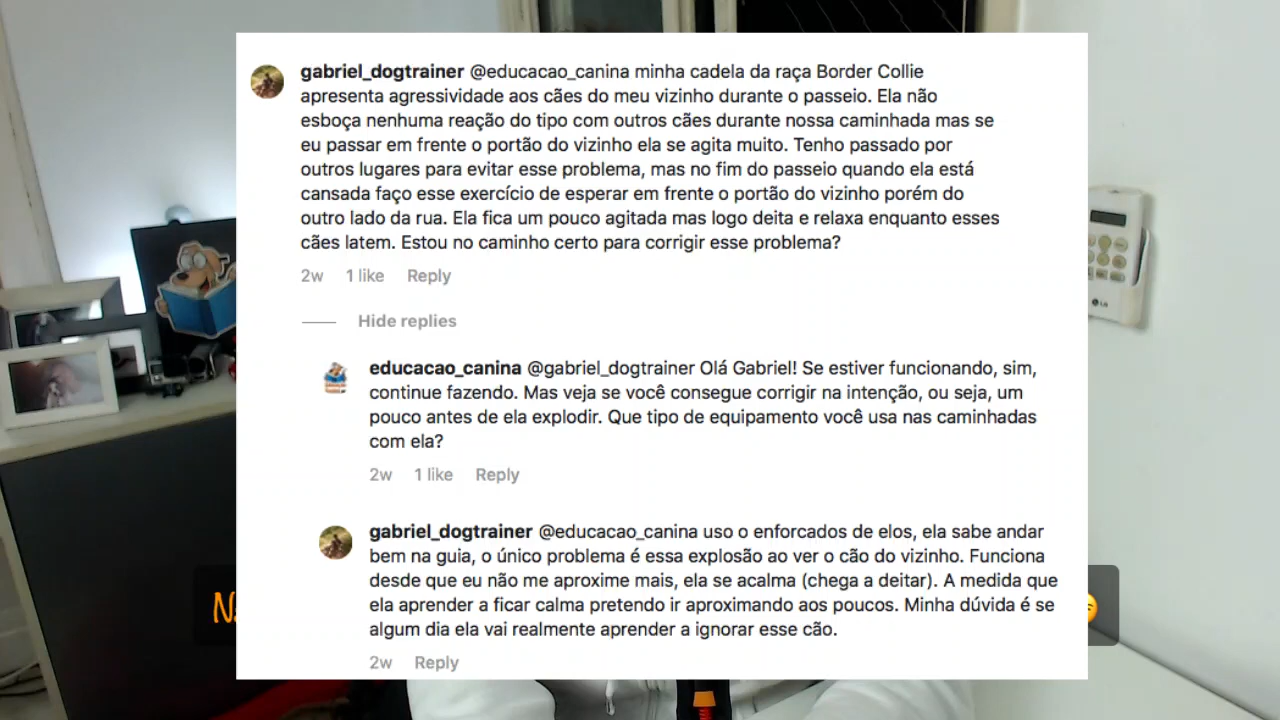 gabriel_dogtrainer @educacao_canina minha cadela da raça Border Collie
apresenta agressividade aos cães do meu vizinho durante o passeio. Ela não
esboça nenhuma reação do tipo com outros cães durante nossa caminhada mas se
eu passar em frente o portão do vizinho ela se agita muito. Tenho passado por
outros lugares para evitar esse problema, mas no fim do passeio quando ela está
cansada faço esse exercício de esperar em frente o portão do vizinho porém do
outro lado da rua. Ela fica um pouco agitada mas logo deita e relaxa enquanto esses
cães latem. Estou no caminho certo para corrigir esse problema?
2w 1 like Reply
Hide replies
educacao_canina @gabriel_dogtrainer Olá Gabriel! Se estiver funcionando, sim,
continue fazendo. Mas veja se você consegue corrigir na intenção, ou seja, um
pouco antes de ela explodir. Que tipo de equipamento você usa nas caminhadas
com ela?
2w 1 like Reply
gabriel_dogtrainer @educacao_canina uso o enforcados de elos, ela sabe andar
bem na guia, o único problema é essa explosão ao ver o cão do vizinho. Funciona
desde que eu não me aproxime mais, ela se acalma (chega a deitar). A medida que
ela aprender a ficar calma pretendo ir aproximando aos poucos. Minha dúvida é se
algum dia ela vai realmente aprender a ignorar esse cão.
2w Reply
LG